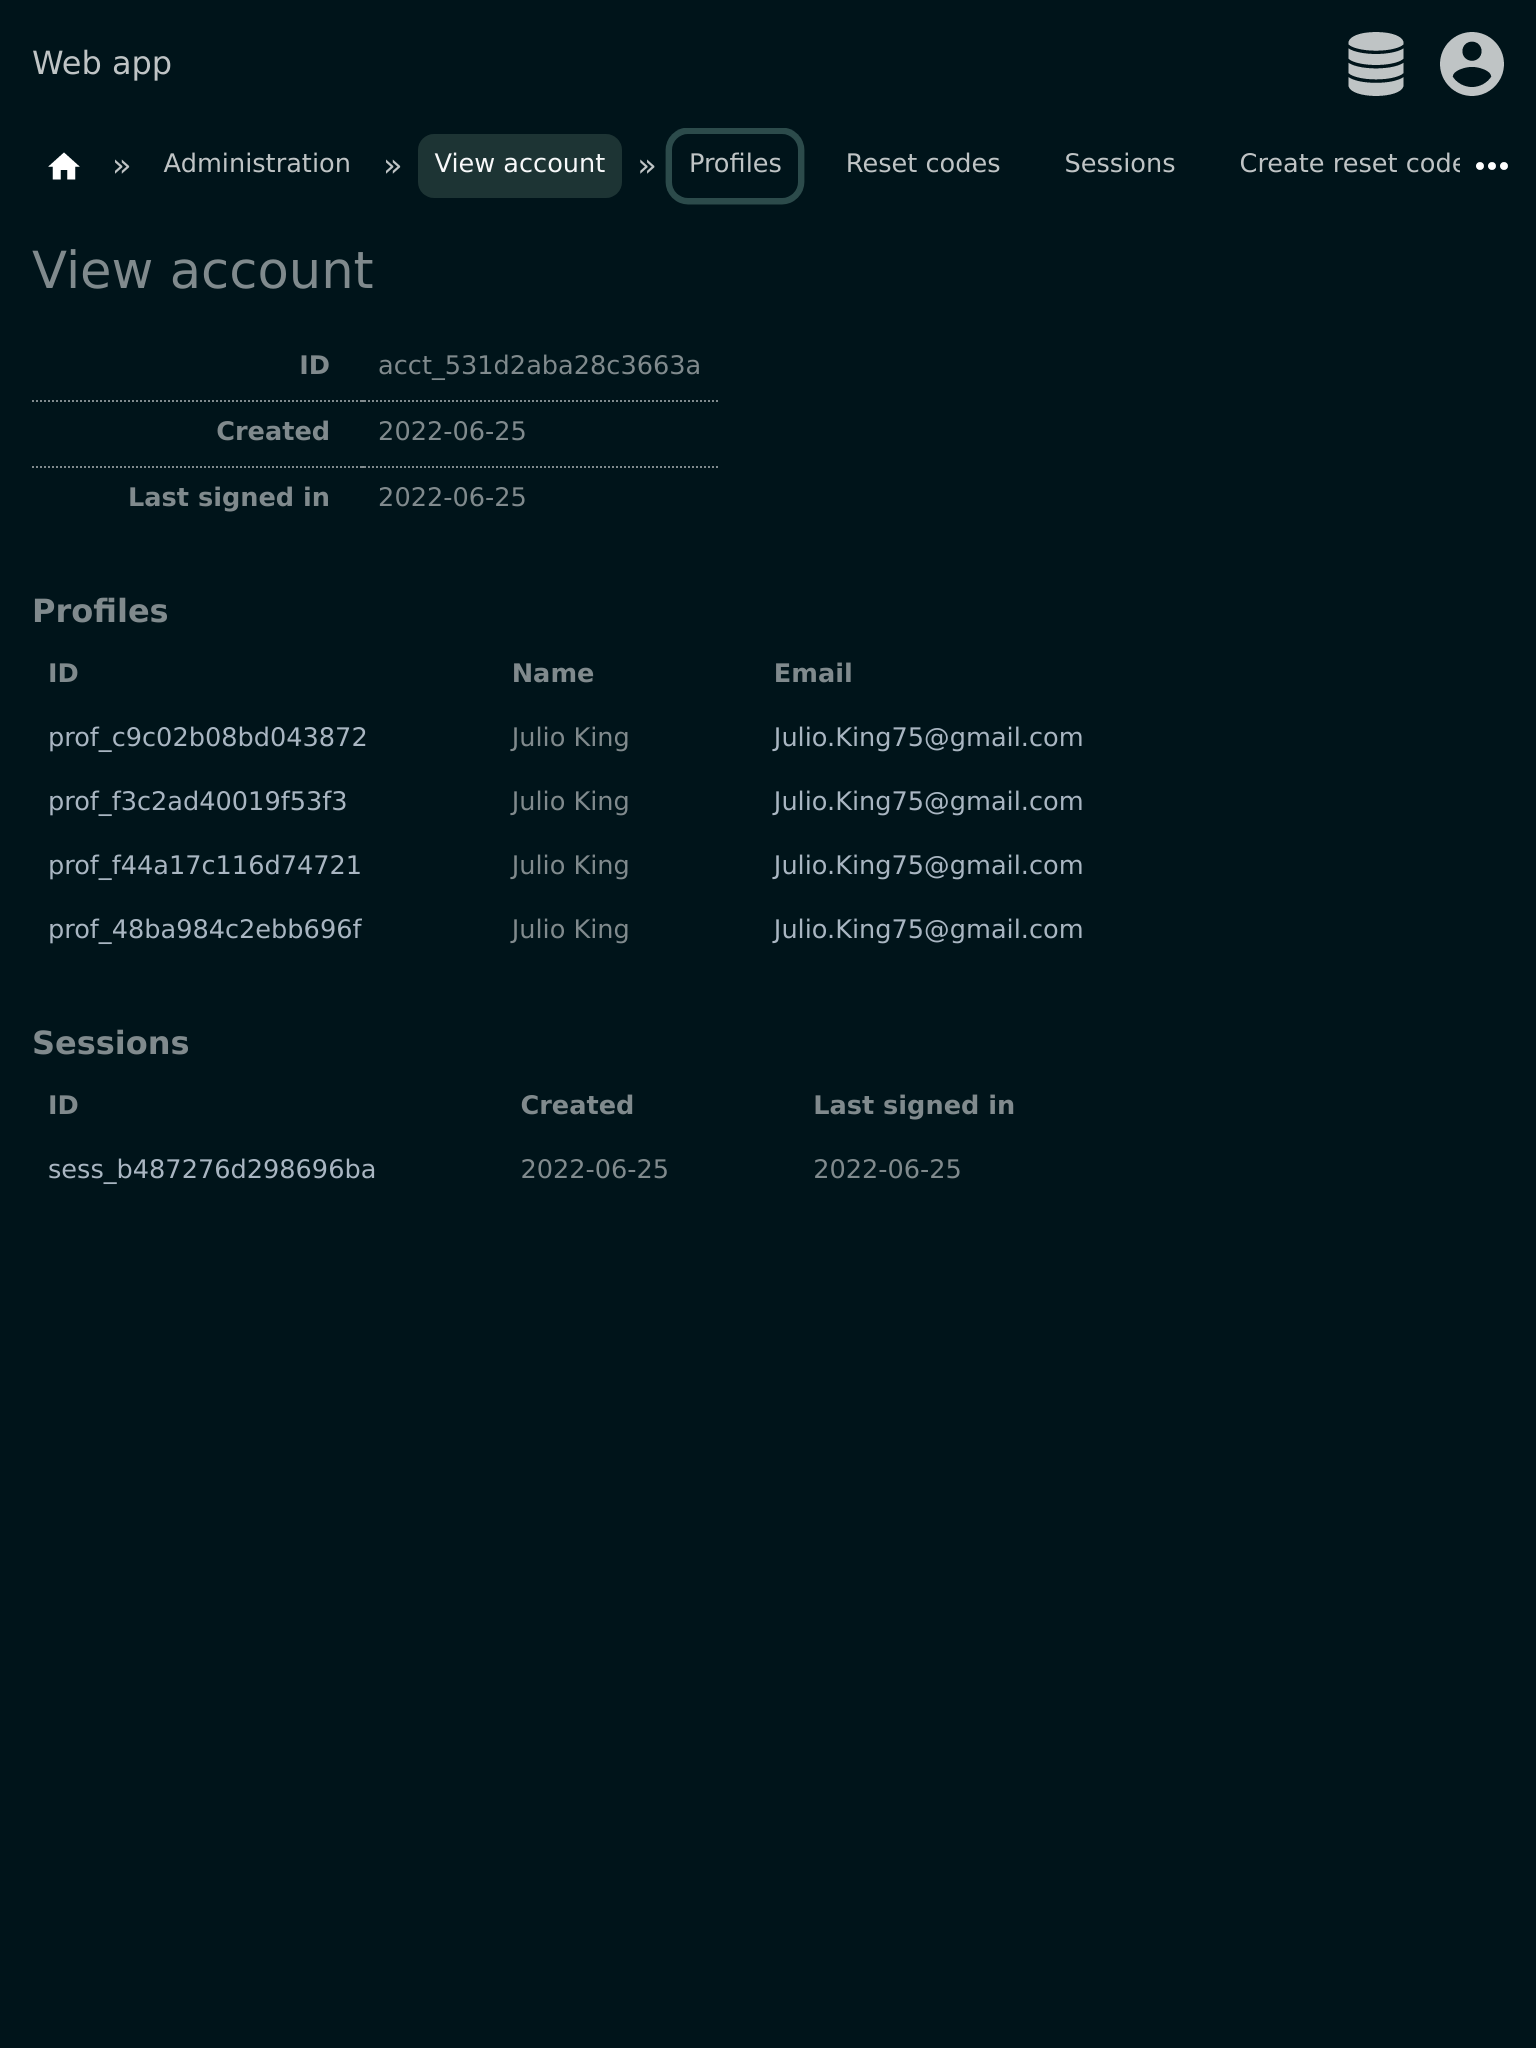 Web app
» Administration » View account » Profiles Reset codes Sessions Create reset code
View account
ID acct_531d2aba28c3663a
Created 2022-06-25
Last signed in 2022-06-25
Profiles
ID Name Email
prof_c9c02b08bd043872 Julio King Julio.King75@gmail.com
prof_f3c2ad40019f53f3 Julio King Julio.King75@gmail.com
prof_f44a17c116d74721 Julio King Julio.King75@gmail.com
prof_48ba984c2ebb696f Julio King Julio.King75@gmail.com
Sessions
ID Created Last signed in
sess_b487276d298696ba 2022-06-25 2022-06-25